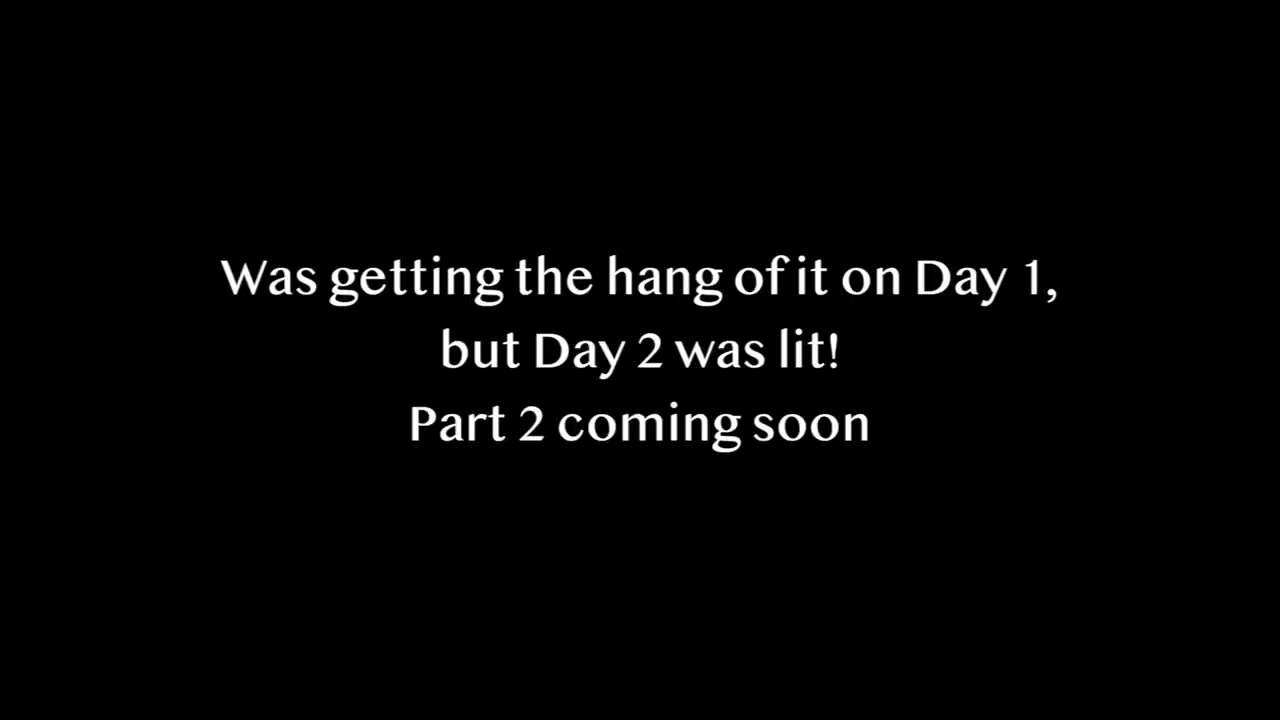 Was getting the hang of it on Day 1,
but Day 2 was lit!
Part 2 coming soon